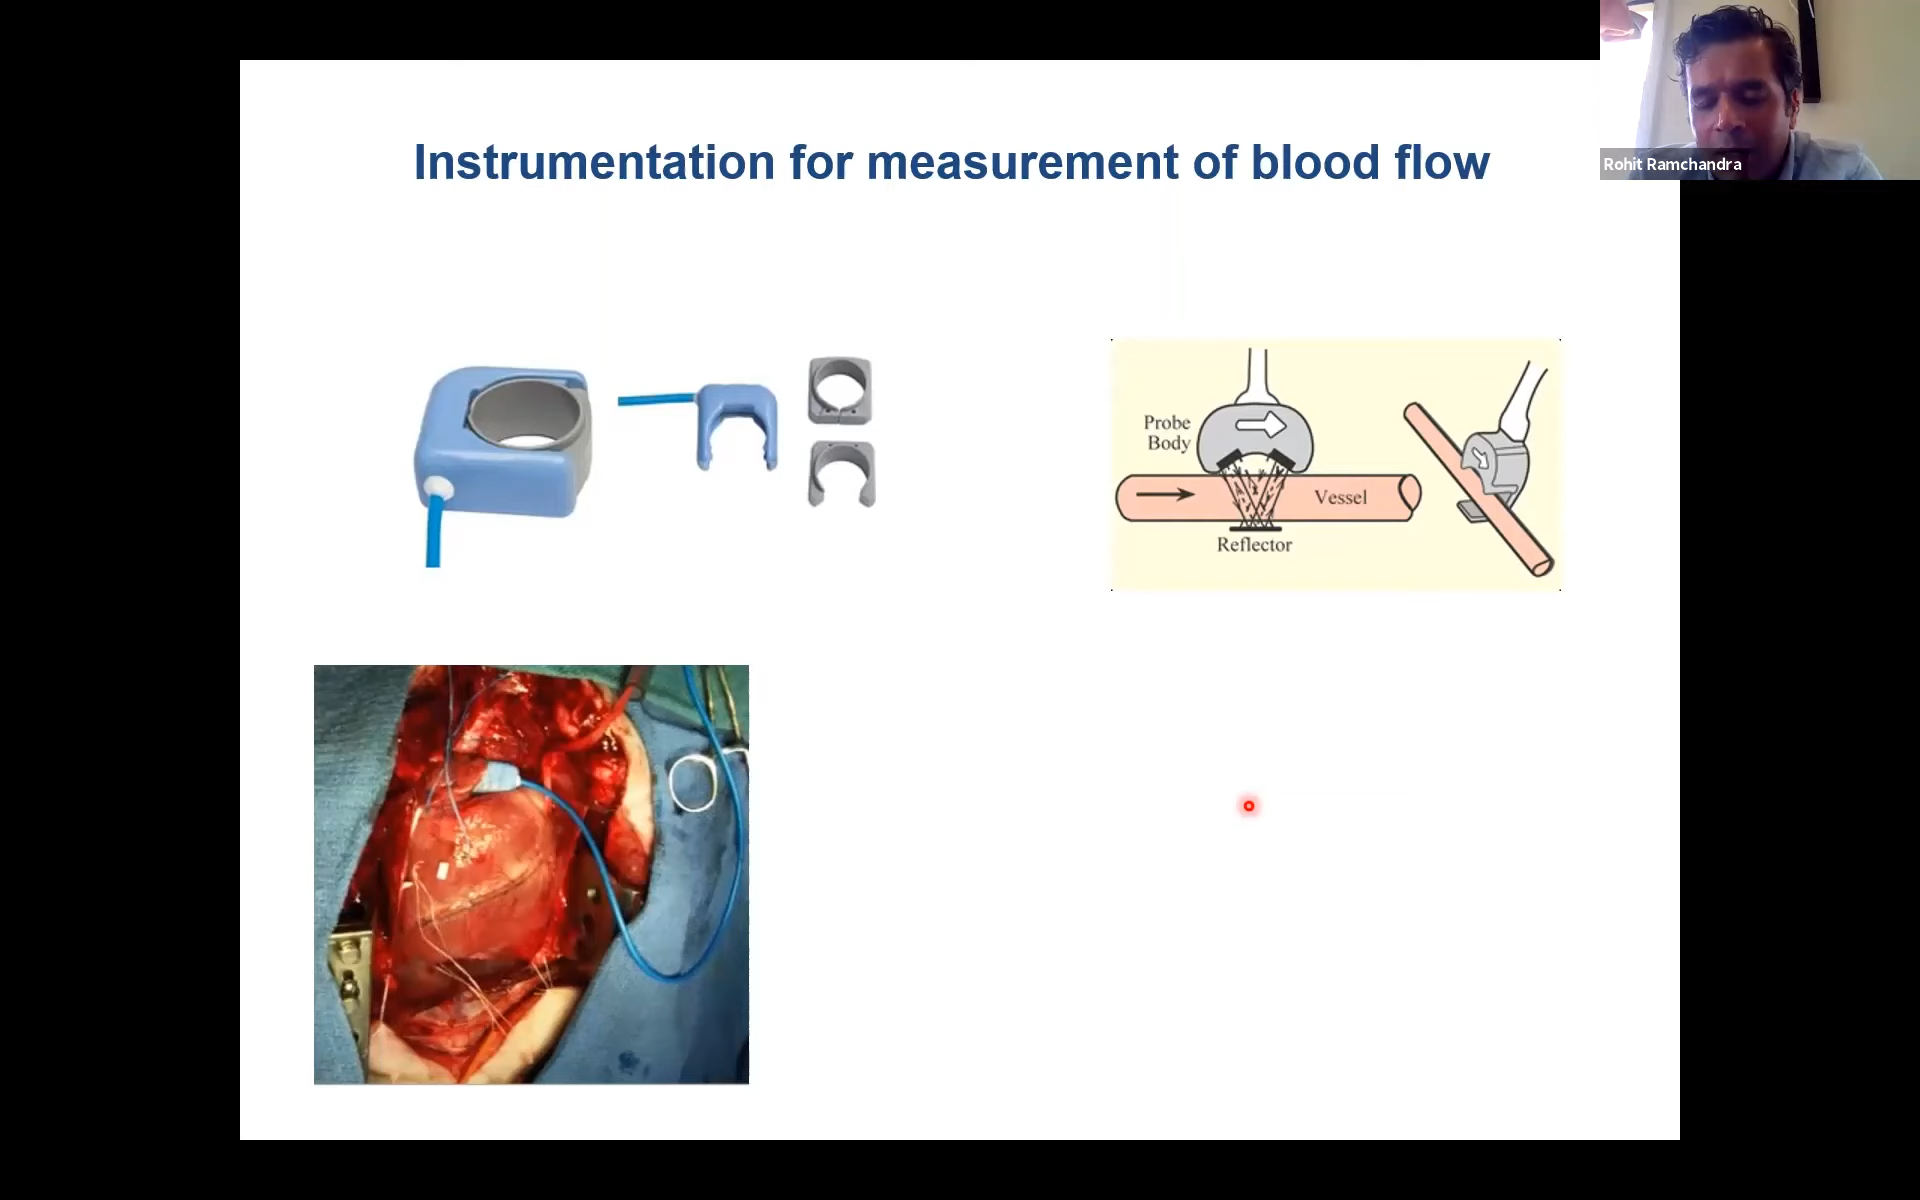 Instrumentation for measurement of blood flow
Rohit Ramchandra
Probe
Body
Vessel
Reflector